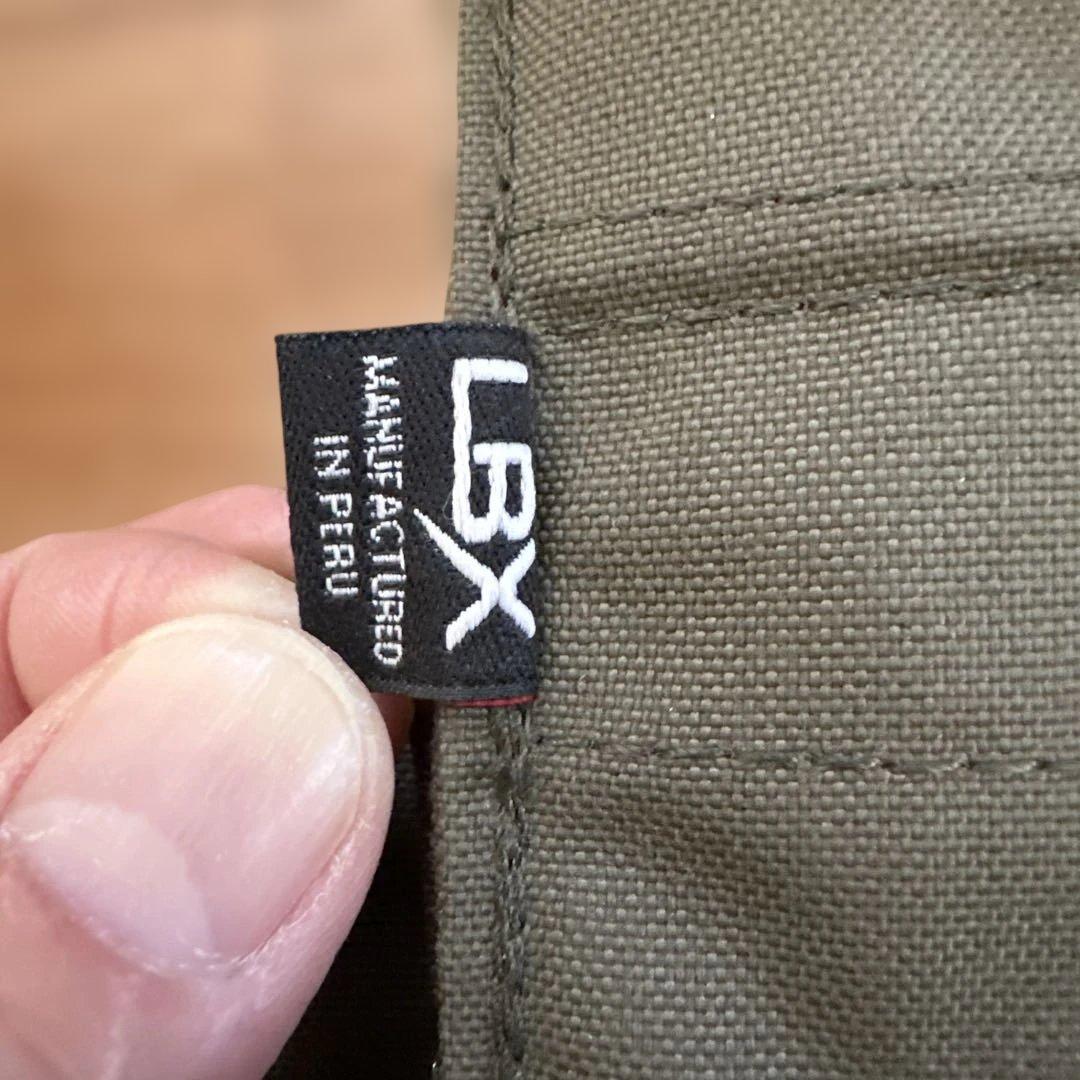 LBX
MANUFACTURED
IN PERU